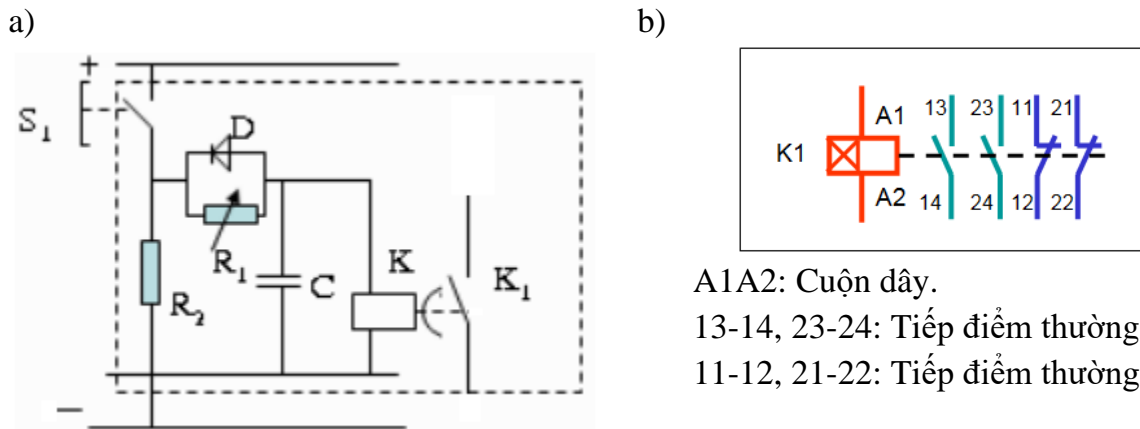 a)
b)
+
S1
D
R1
C
K
K1
R2
—
13 23 11 21
A1
K1
A2
14 24 12 22
A1A2: Cuộn dây.
13-14, 23-24: Tiếp điểm thường
11-12, 21-22: Tiếp điểm thường